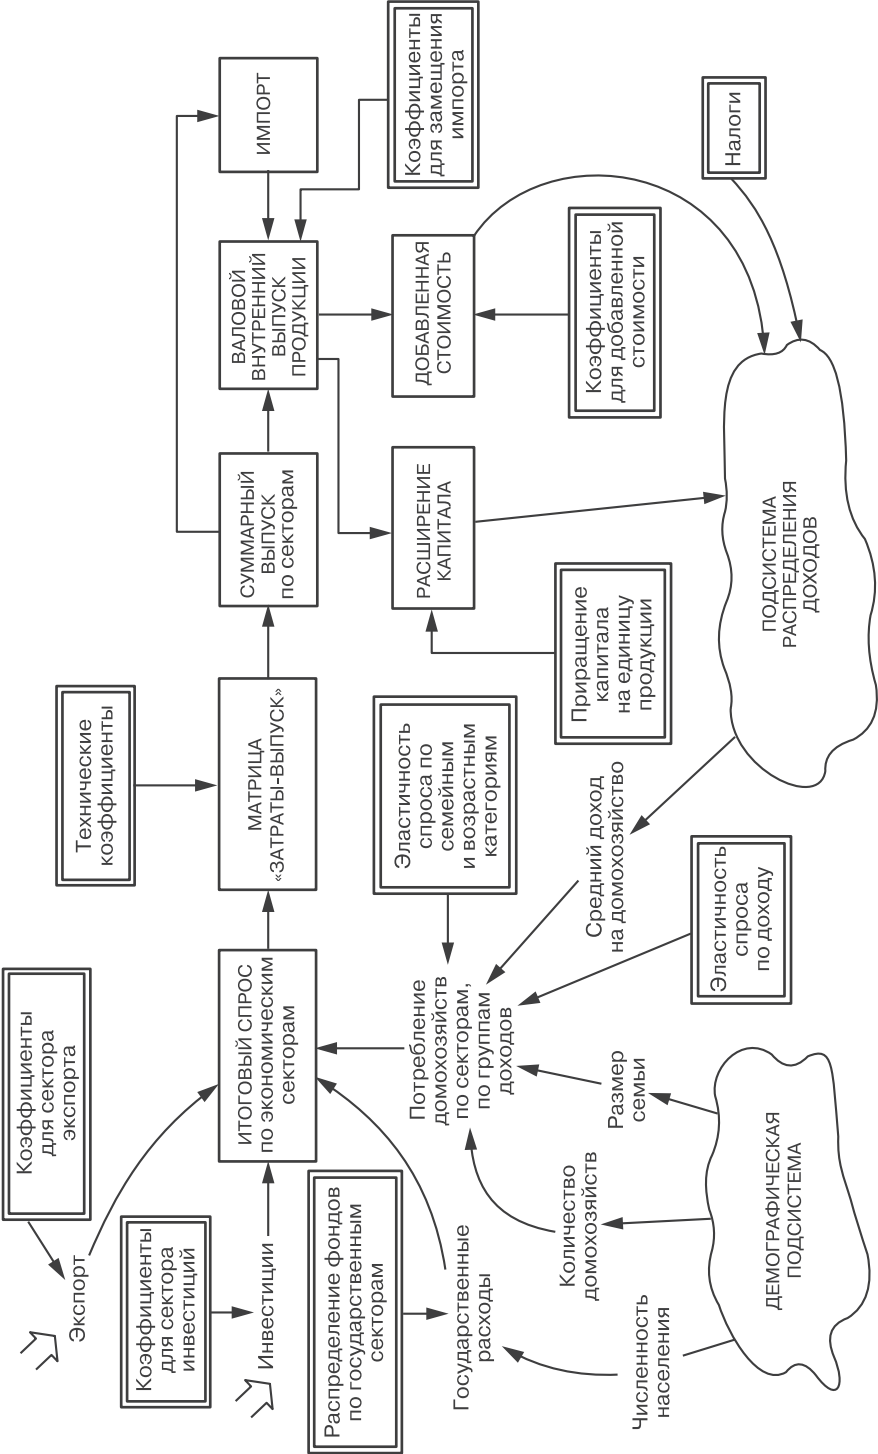 Коэффициенты
для сектора
экспорта
Экспорт
Коэффициенты
для сектора
инвестиций
Инвестиции
Распределение фондов
по государственным
секторам
Государственные
расходы
Численность
населения
Технические
коэффициенты
ИТОГОВЫЙ СПРОС
по экономическим
секторам
МАТРИЦА
«ЗАТРАТЫ-ВЫПУСК»
СУММАРНЫЙ
ВЫПУСК
по секторам
ВАЛОВОЙ
ВНУТРЕННИЙ
ВЫПУСК
ПРОДУКЦИИ
ИМПОРТ
Коэффициенты
для замещения
импорта
Потребление
домохозяйств
по секторам,
по группам
доходов
Эластичность
спроса по
семейным
и возрастным
категориям
РАСШИРЕНИЕ
КАПИТАЛА
ДОБАВЛЕННАЯ
СТОИМОСТЬ
Приращение
капитала
на единицу
продукции
Коэффициенты
для добавленной
стоимости
Налоги
Количество
домохозяйств
Размер
семьи
Средний доход
на домохозяйство
Эластичность
спроса
по доходу
ДЕМОГРАФИЧЕСКАЯ
ПОДСИСТЕМА
ПОДСИСТЕМА
РАСПРЕДЕЛЕНИЯ
ДОХОДОВ